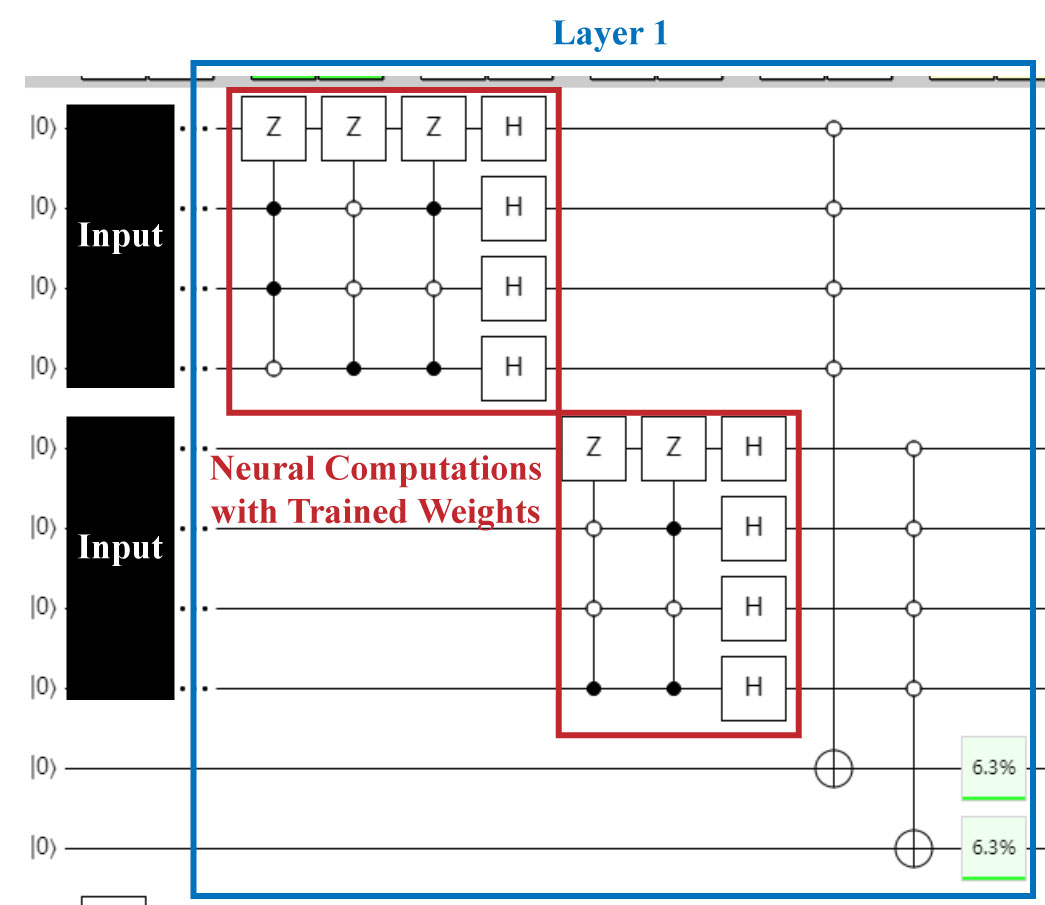 Layer 1
|0⟩ Z Z Z H
|0⟩ H
Input
|0⟩ H
|0⟩ H
|0⟩ Z Z H
Neural Computations
with Trained Weights
|0⟩ H
Input
|0⟩ H
|0⟩ H
|0⟩ 6.3%
|0⟩ 6.3%